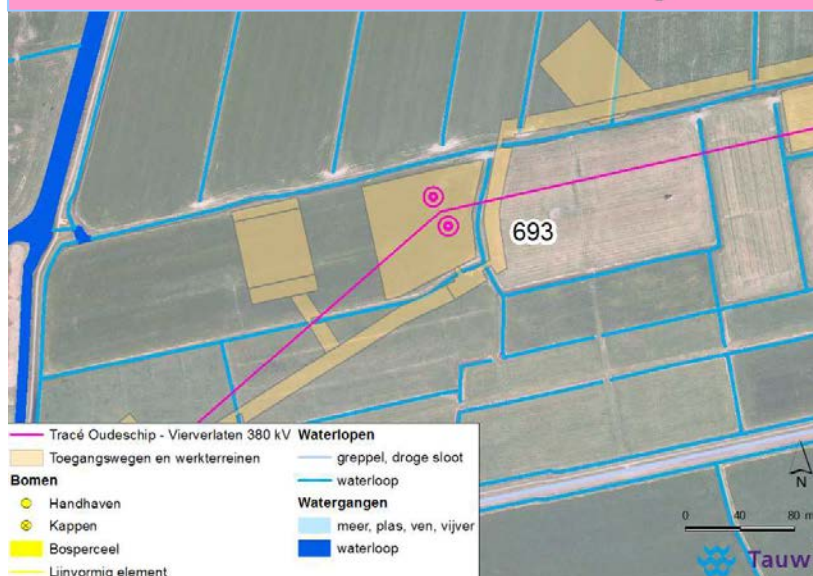 693
Tracé Oudeschip - Vierverlaten 380 kV
Toegangswegen en werkterreinen
Bomen
Handhaven
Kappen
Bosperceel
Lijnvormig element
Waterlopen
greppel, droge sloot
waterloop
Watergangen
meer, plas, ven, vijver
waterloop
N
0 40 80 m
Tauw